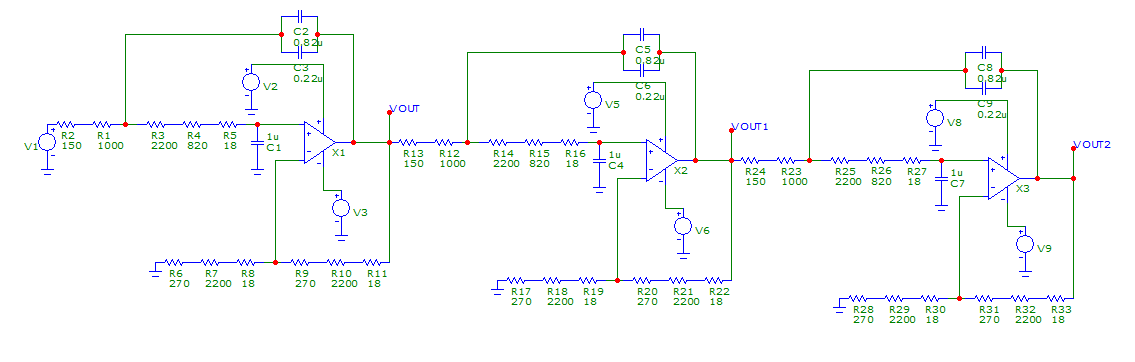 C2
0.82u
C3
0.22u
V2
V1
R2
150
R1
1000
R3
2200
R4
820
R5
18
1u
C1
X1
VOUT
V3
R6
270
R7
2200
R8
18
R9
270
R10
2200
R11
18
C5
0.82u
C6
0.22u
V5
R13
150
R12
1000
R14
2200
R15
820
R16
18
1u
C4
X2
VOUT1
V6
R17
270
R18
2200
R19
18
R20
270
R21
2200
R22
18
C8
0.82u
C9
0.22u
V8
R24
150
R23
1000
R25
2200
R26
820
R27
18
1u
C7
X3
VOUT2
V9
R28
270
R29
2200
R30
18
R31
270
R32
2200
R33
18